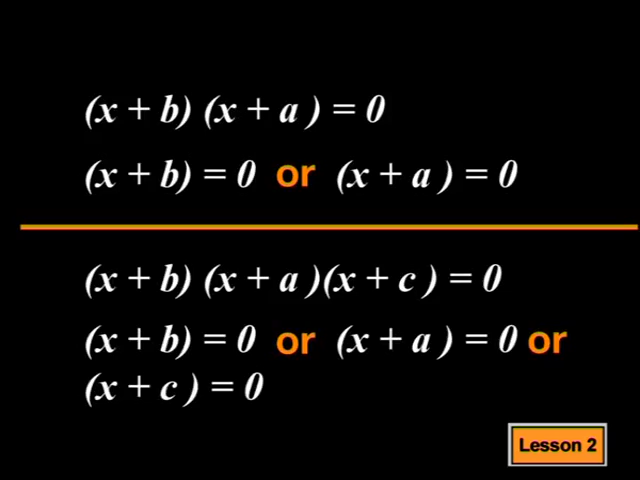 (x + b) (x + a ) = 0
(x + b) = 0 or (x + a ) = 0
(x + b) (x + a )(x + c ) = 0
(x + b) = 0 or (x + a ) = 0 or
(x + c ) = 0
Lesson 2